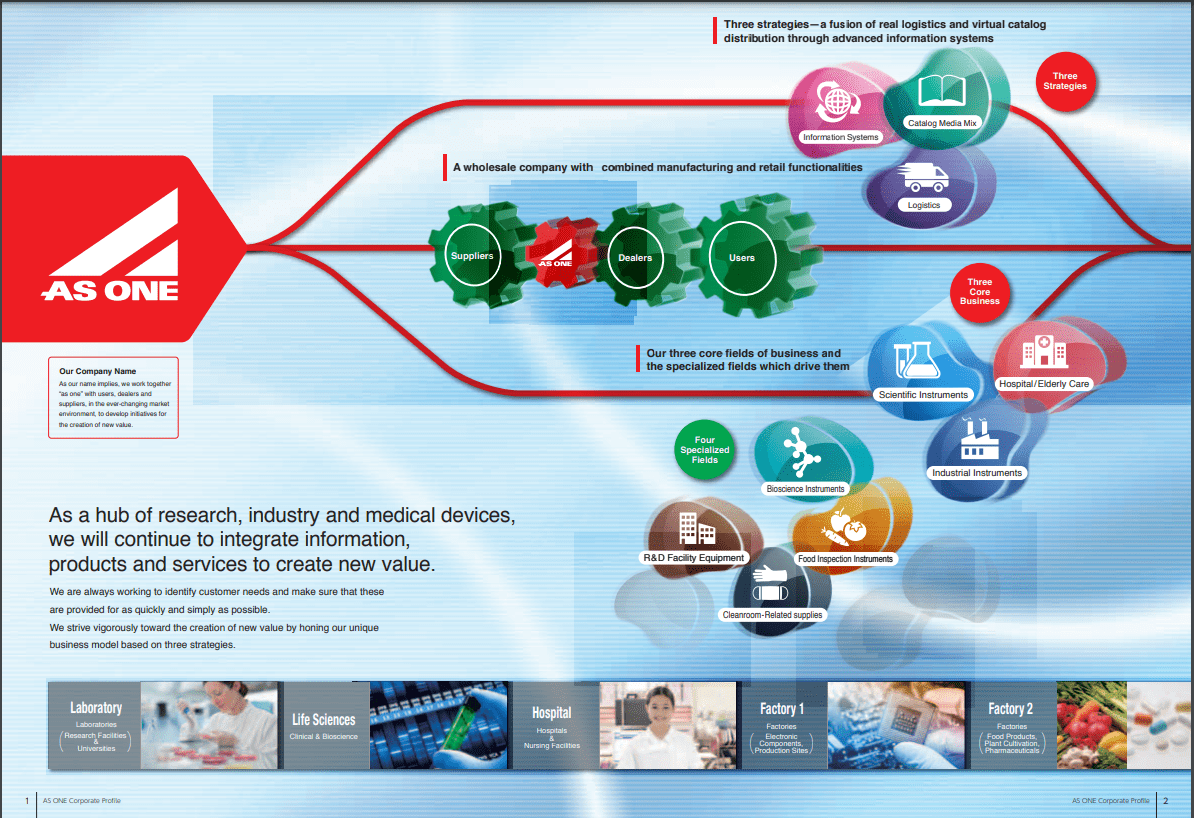 Three strategies—a fusion of real logistics and virtual catalog
distribution through advanced information systems
Three
Strategies
Information Systems
Catalog Media Mix
Logistics
A wholesale company with combined manufacturing and retail functionalities
Suppliers
AS ONE
Dealers
Users
AS ONE
Three
Core
Business
Our three core fields of business and
the specialized fields which drive them
Scientific Instruments
Hospital/Elderly Care
Industrial Instruments
Our Company Name
As our name implies, we work together
"as one" with users, dealers and
suppliers, in the ever-changing market
environment, to develop initiatives for
the creation of new value.
Four
Specialized
Fields
Bioscience Instruments
R&D Facility Equipment
Food Inspection Instruments
Cleanroom-Related supplies
As a hub of research, industry and medical devices,
we will continue to integrate information,
products and services to create new value.
We are always working to identify customer needs and make sure that these
are provided for as quickly and simply as possible.
We strive vigorously toward the creation of new value by honing our unique
business model based on three strategies.
Laboratory
Laboratories
(Research Facilities
&
Universities)
Life Sciences
Clinical & Bioscience
Hospital
Hospitals
&
Nursing Facilities
Factory 1
Factories
(Electronic
Components,
Production Sites)
Factory 2
Factories
(Food Products,
Plant Cultivation,
Pharmaceuticals)
1 AS ONE Corporate Profile
AS ONE Corporate Profile 2